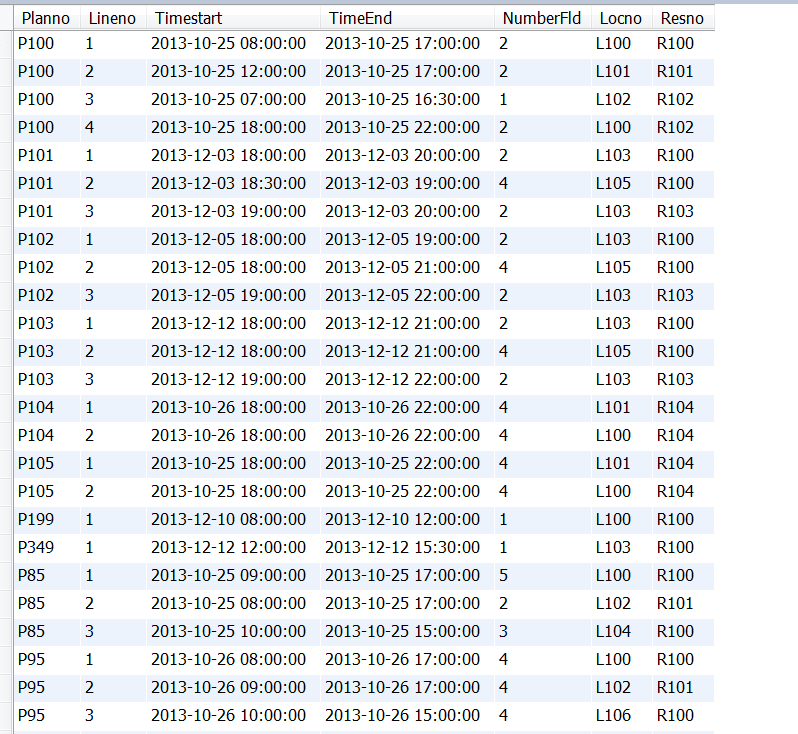 Planno Lineno Timestart TimeEnd NumberFld Locno Resno
P100 1 2013-10-25 08:00:00 2013-10-25 17:00:00 2 L100 R100
P100 2 2013-10-25 12:00:00 2013-10-25 17:00:00 2 L101 R101
P100 3 2013-10-25 07:00:00 2013-10-25 16:30:00 1 L102 R102
P100 4 2013-10-25 18:00:00 2013-10-25 22:00:00 2 L100 R102
P101 1 2013-12-03 18:00:00 2013-12-03 20:00:00 2 L103 R100
P101 2 2013-12-03 18:30:00 2013-12-03 19:00:00 4 L105 R100
P101 3 2013-12-03 19:00:00 2013-12-03 20:00:00 2 L103 R103
P102 1 2013-12-05 18:00:00 2013-12-05 19:00:00 2 L103 R100
P102 2 2013-12-05 18:00:00 2013-12-05 21:00:00 4 L105 R100
P102 3 2013-12-05 19:00:00 2013-12-05 22:00:00 2 L103 R103
P103 1 2013-12-12 18:00:00 2013-12-12 21:00:00 2 L103 R100
P103 2 2013-12-12 18:00:00 2013-12-12 21:00:00 4 L105 R100
P103 3 2013-12-12 19:00:00 2013-12-12 22:00:00 2 L103 R103
P104 1 2013-10-26 18:00:00 2013-10-26 22:00:00 4 L101 R104
P104 2 2013-10-26 18:00:00 2013-10-26 22:00:00 4 L100 R104
P105 1 2013-10-25 18:00:00 2013-10-25 22:00:00 4 L101 R104
P105 2 2013-10-25 18:00:00 2013-10-25 22:00:00 4 L100 R104
P199 1 2013-12-10 08:00:00 2013-12-10 12:00:00 1 L100 R100
P349 1 2013-12-12 12:00:00 2013-12-12 15:30:00 1 L103 R100
P85 1 2013-10-25 09:00:00 2013-10-25 17:00:00 5 L100 R100
P85 2 2013-10-25 08:00:00 2013-10-25 17:00:00 2 L102 R101
P85 3 2013-10-25 10:00:00 2013-10-25 15:00:00 3 L104 R100
P95 1 2013-10-26 08:00:00 2013-10-26 17:00:00 4 L100 R100
P95 2 2013-10-26 09:00:00 2013-10-26 17:00:00 4 L102 R101
P95 3 2013-10-26 10:00:00 2013-10-26 15:00:00 4 L106 R100